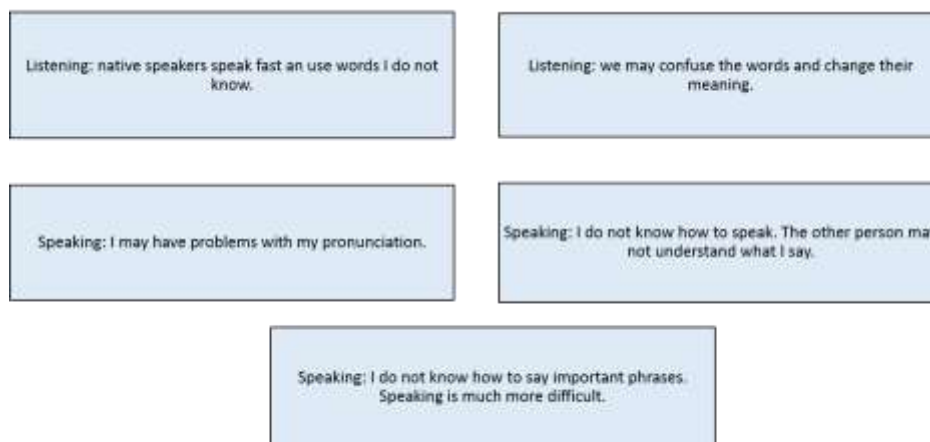 Listening: native speakers speak fast an use words I do not
know.
Listening: we may confuse the words and change their
meaning.
Speaking: I may have problems with my pronunciation.
Speaking: I do not know how to speak. The other person ma
not understand what I say.
Speaking: I do not know how to say important phrases.
Speaking is much more difficult.